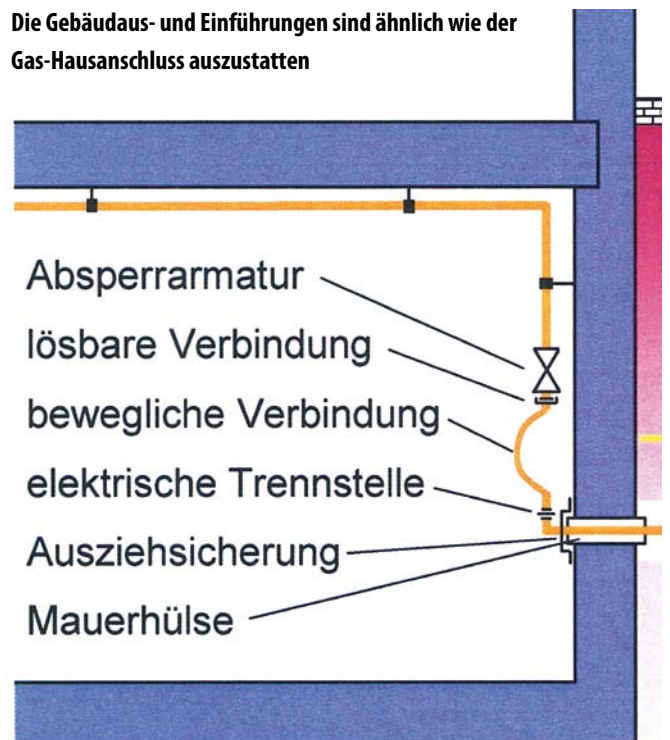 Die Gebäudaus- und Einführungen sind ähnlich wie der
Gas-Hausanschluss auszustatten
Absperrarmatur
lösbare Verbindung
bewegliche Verbindung
elektrische Trennstelle
Ausziehsicherung
Mauerhülse